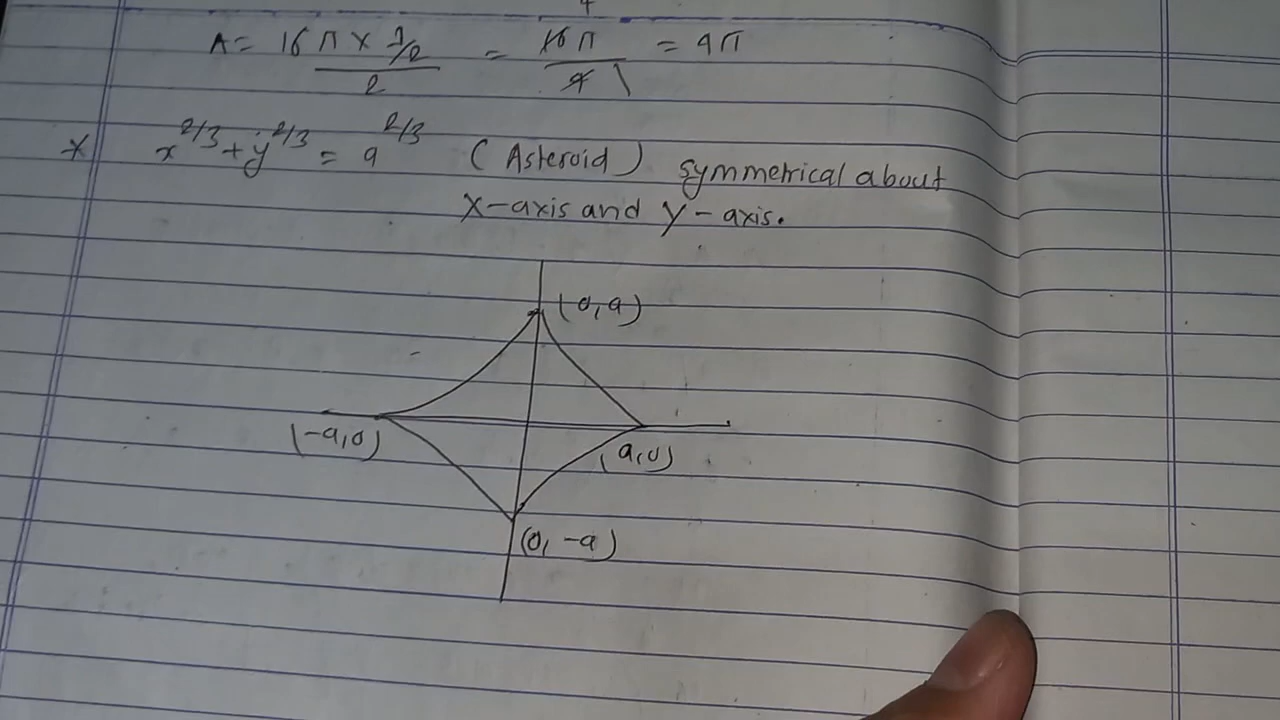 4
A = 16 π × 1/2 / 2 = 16 π / 4 = 4π
* x^2/3 + y^2/3 = a^2/3 (Asteroid) symmetrical about
x-axis and y-axis.
(0, a)
(-a, 0)
(a, 0)
(0, -a)